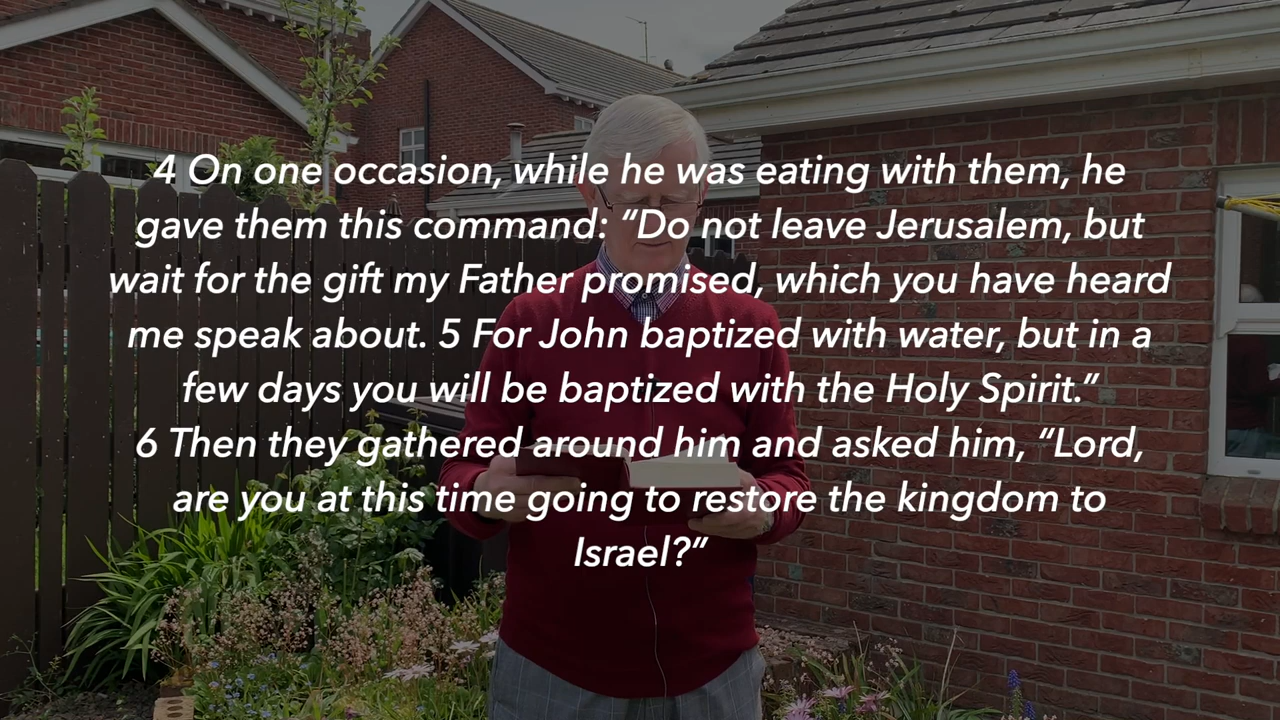 4 On one occasion, while he was eating with them, he
gave them this command: “Do not leave Jerusalem, but
wait for the gift my Father promised, which you have heard
me speak about. 5 For John baptized with water, but in a
few days you will be baptized with the Holy Spirit.”
6 Then they gathered around him and asked him, “Lord,
are you at this time going to restore the kingdom to
Israel?”